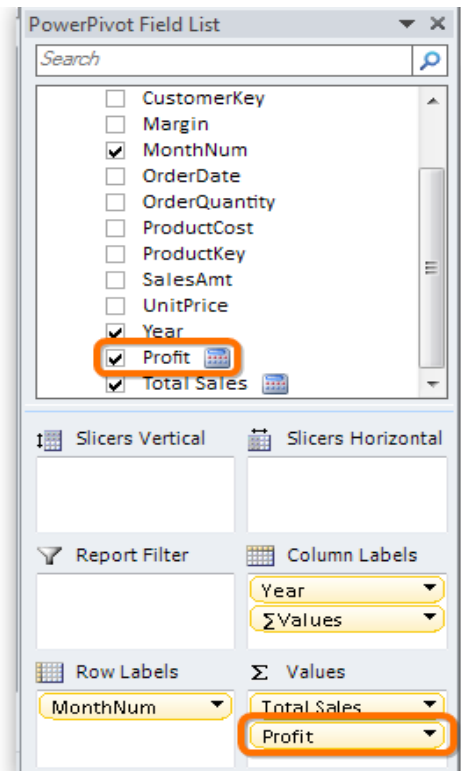 PowerPivot Field List
Search
CustomerKey
Margin
MonthNum
OrderDate
OrderQuantity
ProductCost
ProductKey
SalesAmt
UnitPrice
Year
Profit
Total Sales
Slicers Vertical
Slicers Horizontal
Report Filter
Column Labels
Year
ΣValues
Row Labels
Σ Values
MonthNum
Total Sales
Profit